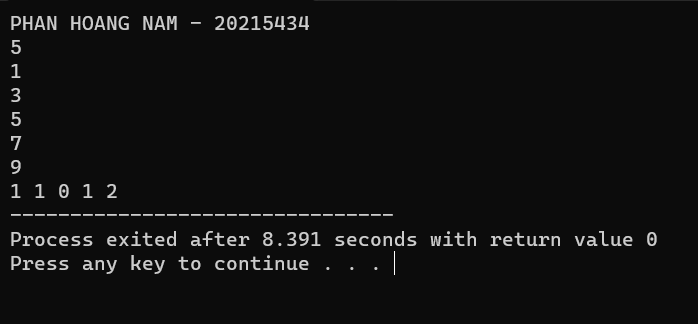 PHAN HOANG NAM - 20215434
5
1
3
5
7
9
1 1 0 1 2
--------------------------------
Process exited after 8.391 seconds with return value 0
Press any key to continue . . .